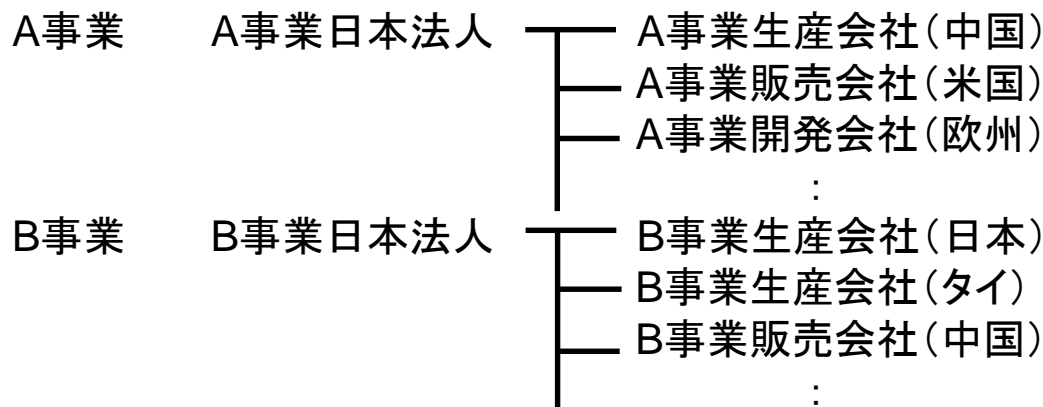 A事業 A事業日本法人 A事業生産会社（中国）
A事業販売会社（米国）
A事業開発会社（欧州）
：
B事業 B事業日本法人 B事業生産会社（日本）
B事業生産会社（タイ）
B事業販売会社（中国）
：